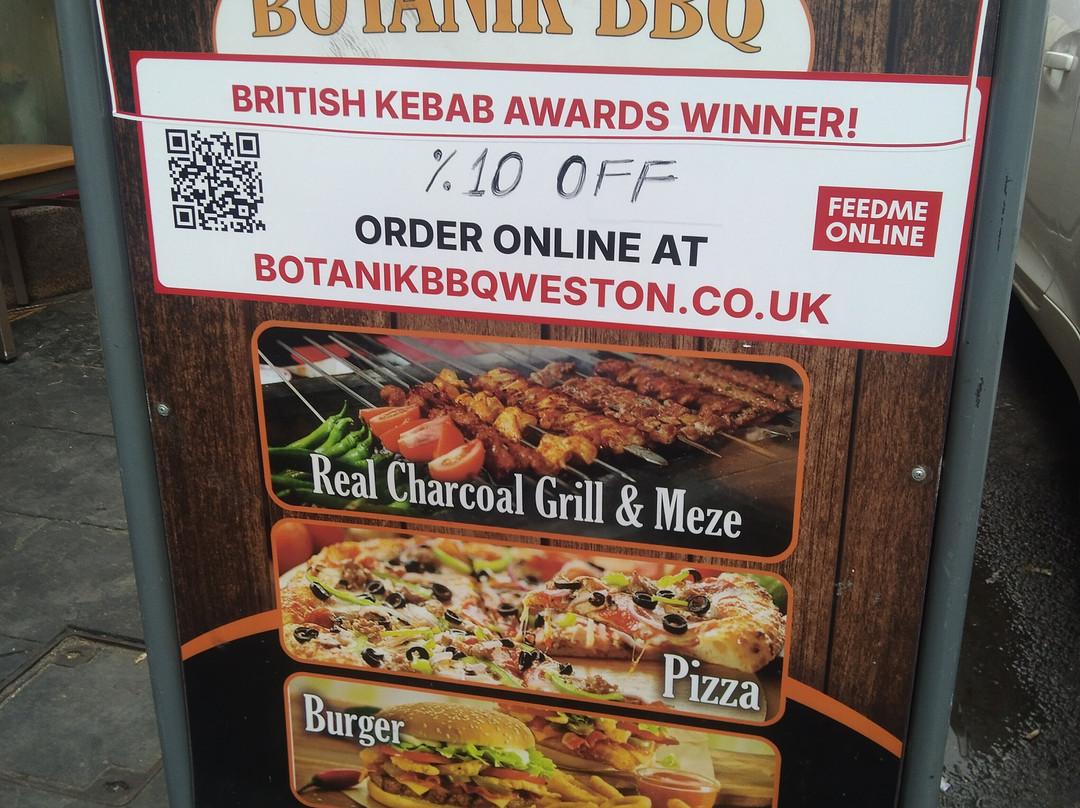 BOTANIK BBQ
BRITISH KEBAB AWARDS WINNER!
%10 OFF
ORDER ONLINE AT
BOTANIKBBQWESTON.CO.UK
FEEDME
ONLINE
Real Charcoal Grill & Meze
Pizza
Burger